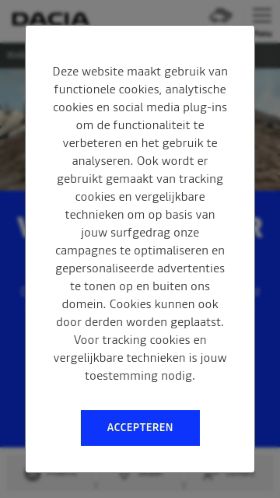 DACIA
Deze website maakt gebruik van
functionele cookies, analytische
cookies en social media plug-ins
om de functionaliteit te
verbeteren en het gebruik te
analyseren. Ook wordt er
gebruikt gemaakt van tracking
cookies en vergelijkbare
technieken om op basis van
jouw surfgedrag onze
campagnes te optimaliseren en
gepersonaliseerde advertenties
te tonen op en buiten ons
domein. Cookies kunnen ook
door derden worden geplaatst.
Voor tracking cookies en
vergelijkbare technieken is jouw
toestemming nodig.
ACCEPTEREN